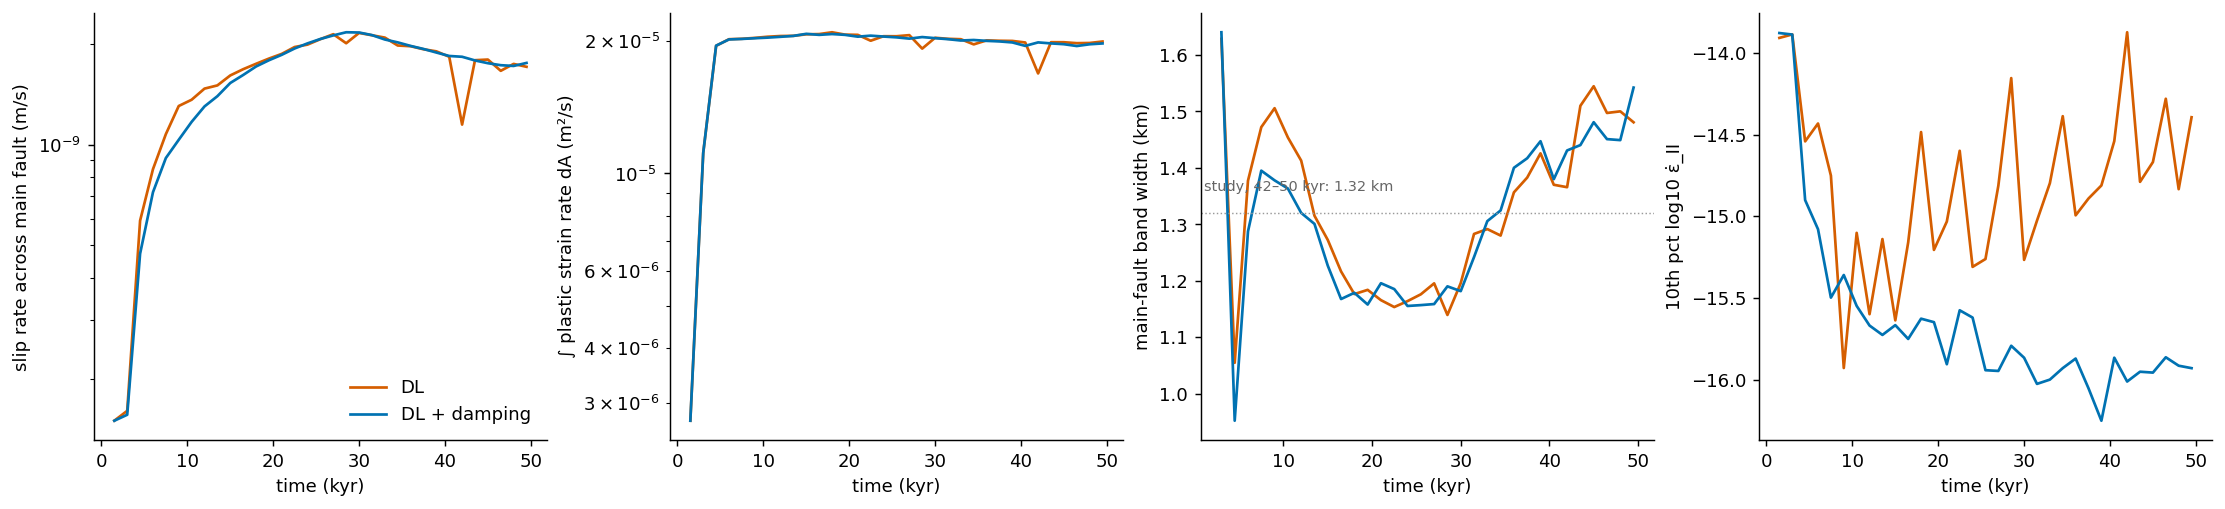 slip rate across main fault (m/s)
10⁻⁹
0 10 20 30 40 50
time (kyr)
DL
DL + damping
∫ plastic strain rate dA (m²/s)
2 × 10⁻⁵
10⁻⁵
6 × 10⁻⁶
4 × 10⁻⁶
3 × 10⁻⁶
0 10 20 30 40 50
time (kyr)
main-fault band width (km)
1.6
1.5
1.4
1.3
1.2
1.1
1.0
study, 42–50 kyr: 1.32 km
10 20 30 40 50
time (kyr)
10th pct log10 ε̇_II
−14.0
−14.5
−15.0
−15.5
−16.0
0 10 20 30 40 50
time (kyr)